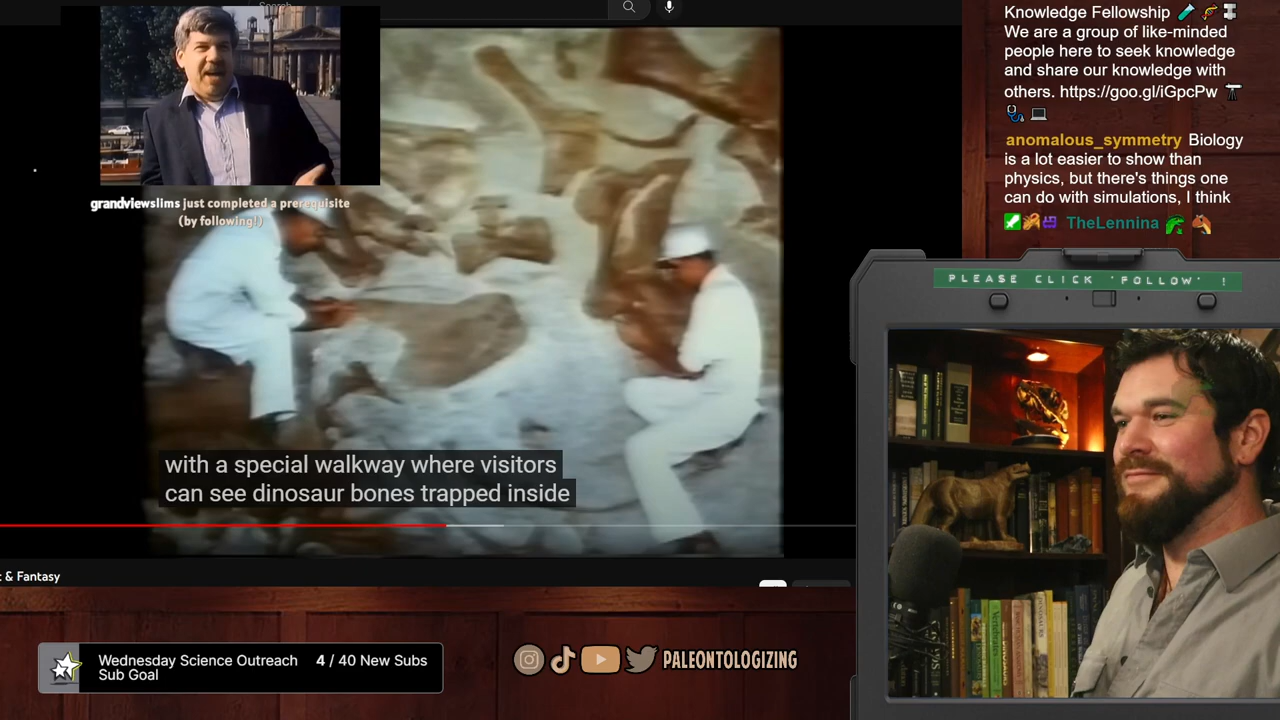 Search
Knowledge Fellowship
We are a group of like-minded
people here to seek knowledge
and share our knowledge with
others. https://goo.gl/iGpcPw
anomalous_symmetry Biology
is a lot easier to show than
physics, but there's things one
can do with simulations, I think
TheLennina
grandviewslims just completed a prerequisite
(by following!)
PLEASE CLICK 'FOLLOW' !
with a special walkway where visitors
can see dinosaur bones trapped inside
& Fantasy
Wednesday Science Outreach
Sub Goal
4 / 40 New Subs
PALEONTOLOGIZING